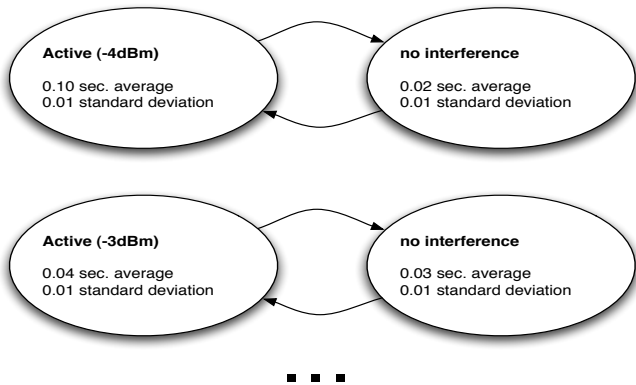 Active (-4dBm)
0.10 sec. average
0.01 standard deviation
no interference
0.02 sec. average
0.01 standard deviation
Active (-3dBm)
0.04 sec. average
0.01 standard deviation
no interference
0.03 sec. average
0.01 standard deviation
...